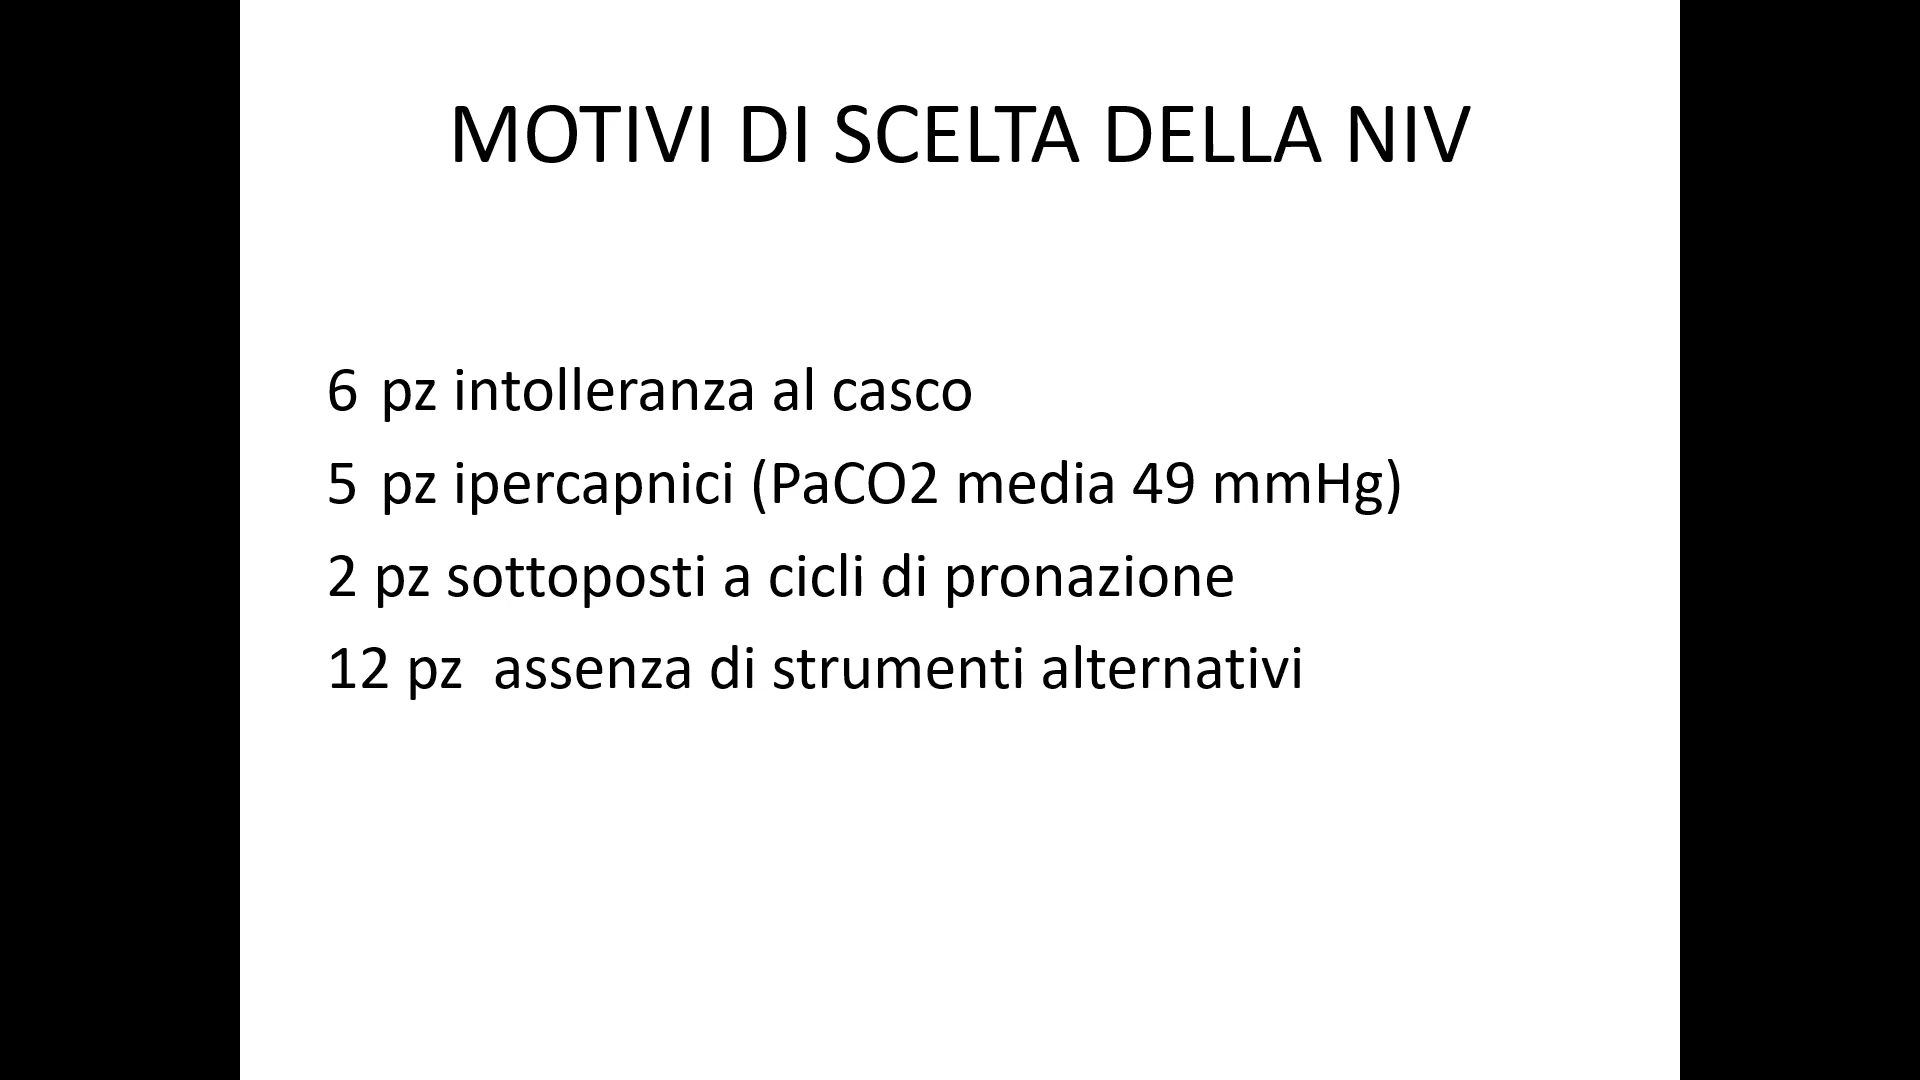 MOTIVI DI SCELTA DELLA NIV
6 pz intolleranza al casco
5 pz ipercapnici (PaCO2 media 49 mmHg)
2 pz sottoposti a cicli di pronazione
12 pz assenza di strumenti alternativi